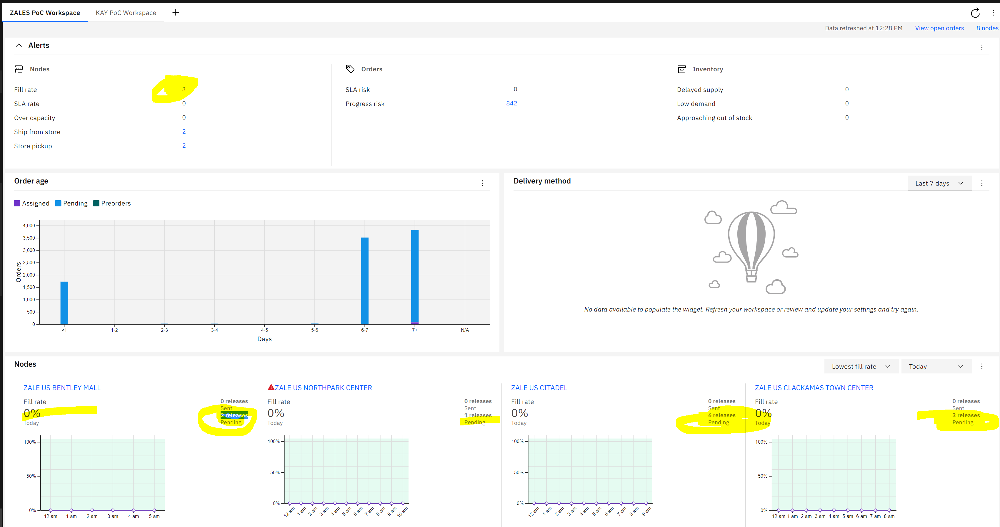 ZALES PoC Workspace KAY PoC Workspace
Data refreshed at 12:28 PM View open orders 8 nodes
Alerts
Nodes
Fill rate 3
SLA rate 0
Over capacity 0
Ship from store 2
Store pickup 2
Orders
SLA risk 0
Progress risk 842
Inventory
Delayed supply 0
Low demand 0
Approaching out of stock 0
Order age
Assigned Pending Preorders
4,000
3,500
3,000
2,500
2,000
1,500
1,000
500
0
Orders
<1 1-2 2-3 3-4 4-5 5-6 6-7 7+ N/A
Days
Delivery method Last 7 days
No data available to populate the widget. Refresh your workspace or review and update your settings and try again.
Nodes Lowest fill rate Today
ZALE US BENTLEY MALL
Fill rate
0%
Today
0 releases
Sent
2 releases
Pending
100%
50%
0%
12 am 1 am 2 am 3 am 4 am 5 am
ZALE US NORTHPARK CENTER
Fill rate
0%
Today
0 releases
Sent
1 releases
Pending
100%
50%
0%
12 am 1 am 2 am 3 am 4 am 5 am 6 am 7 am 8 am 9 am 10 am
ZALE US CITADEL
Fill rate
0%
Today
0 releases
Sent
6 releases
Pending
100%
50%
0%
12 am 1 am 2 am 3 am 4 am 5 am 6 am 7 am 8 am 9 am
ZALE US CLACKAMAS TOWN CENTER
Fill rate
0%
Today
0 releases
Sent
3 releases
Pending
100%
50%
0%
12 am 1 am 2 am 3 am 4 am 5 am 6 am 7 am 8 am